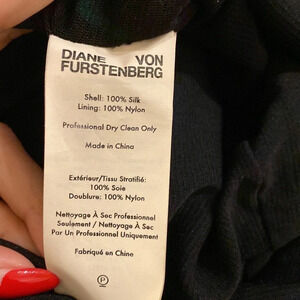 DIANE VON
FURSTENBERG
Shell: 100% Silk
Lining: 100% Nylon
Professional Dry Clean Only
Made in China
Extérieur/Tissu Stratifié:
100% Soie
Doublure: 100% Nylon
Nettoyage À Sec Professionnel
Seulement / Nettoyage À Sec
Par Un Professionnel Uniquement
Fabriqué en Chine
P